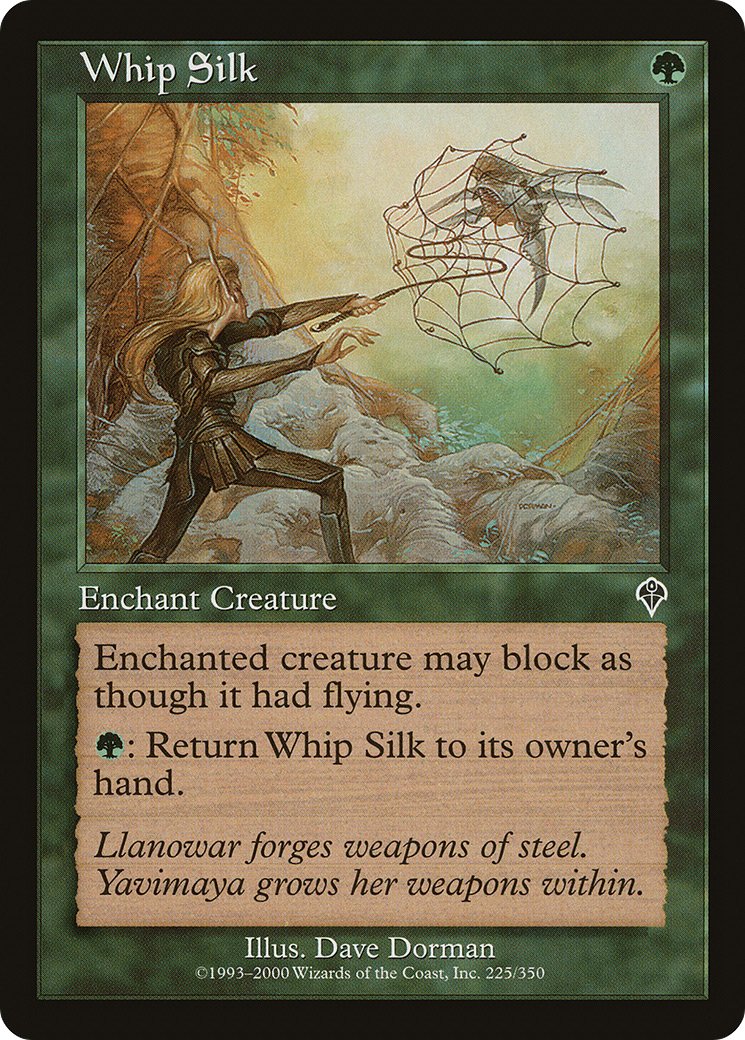 Whip Silk
DORMAN
Enchant Creature
Enchanted creature may block as
though it had flying.
: Return Whip Silk to its owner's
hand.
Llanowar forges weapons of steel.
Yavimaya grows her weapons within.
Illus. Dave Dorman
©1993–2000 Wizards of the Coast, Inc. 225/350